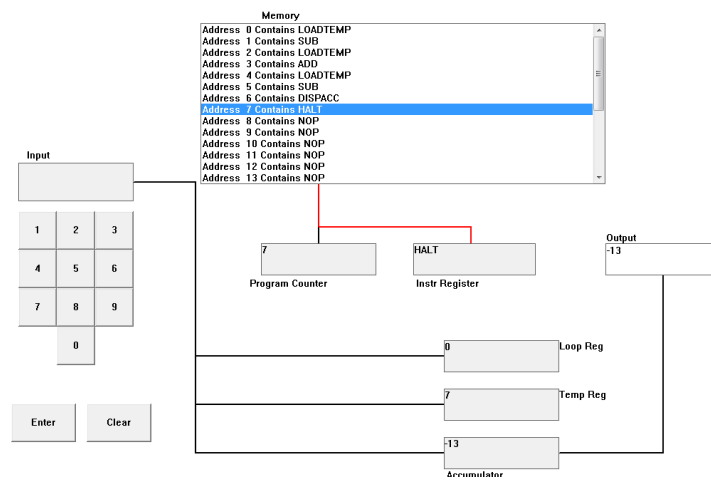 Memory
Address 0 Contains LOADTEMP
Address 1 Contains SUB
Address 2 Contains LOADTEMP
Address 3 Contains ADD
Address 4 Contains LOADTEMP
Address 5 Contains SUB
Address 6 Contains DISPACC
Address 7 Contains HALT
Address 8 Contains NOP
Address 9 Contains NOP
Address 10 Contains NOP
Address 11 Contains NOP
Address 12 Contains NOP
Address 13 Contains NOP
Input
1 2 3
4 5 6
7 8 9
0
Enter Clear
7
Program Counter
HALT
Instr Register
Output
-13
0
Loop Reg
7
Temp Reg
-13
Accumulator